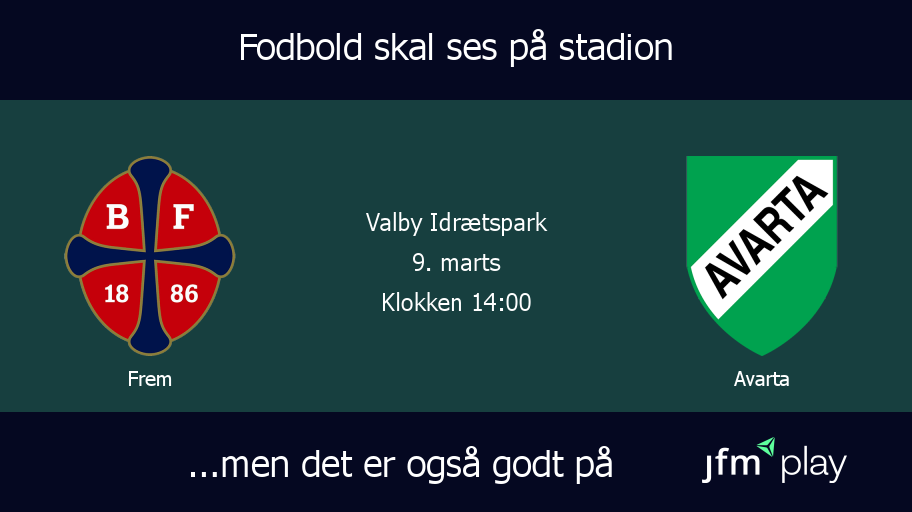 Fodbold skal ses på stadion
B F
18 86
Valby Idrætspark
9. marts
Klokken 14:00
AVARTA
Frem
Avarta
...men det er også godt på
jfm play